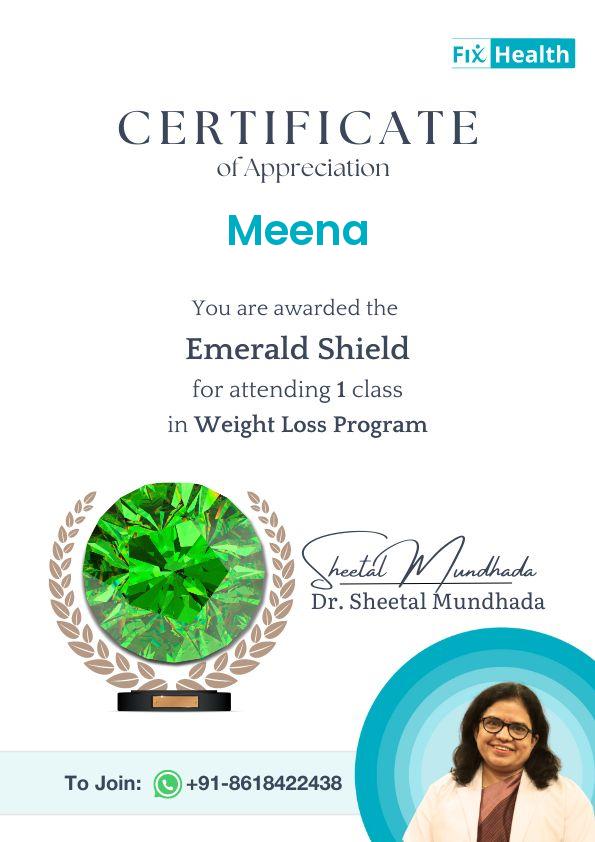 Fix Health
CERTIFICATE
of Appreciation
Meena
You are awarded the
Emerald Shield
for attending 1 class
in Weight Loss Program
Sheetal Mundhada
Dr. Sheetal Mundhada
To Join: +91-8618422438